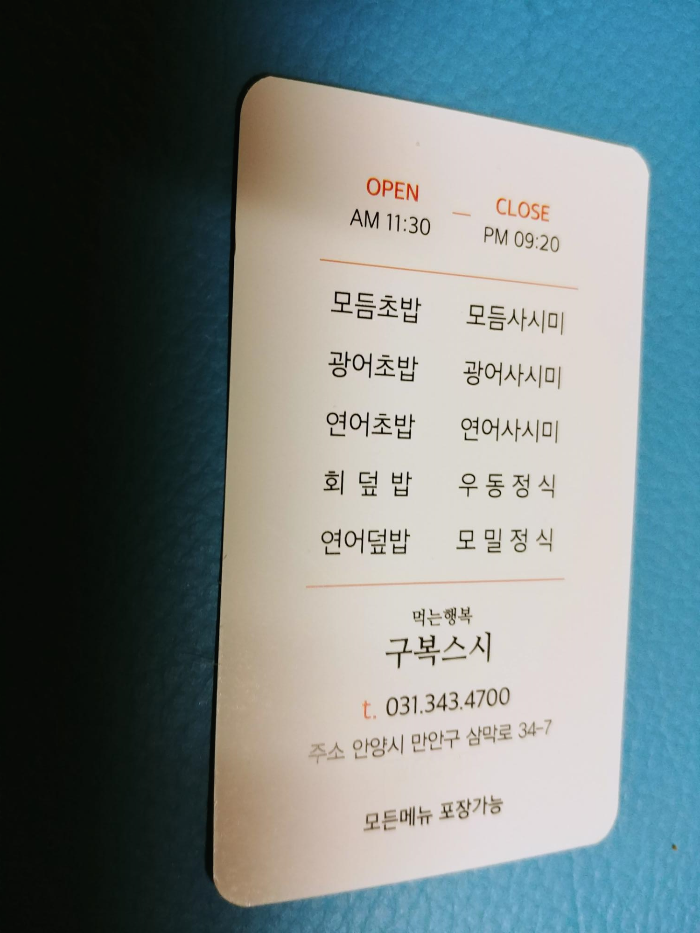 OPEN — CLOSE
AM 11:30 PM 09:20
모듬초밥 모듬사시미
광어초밥 광어사시미
연어초밥 연어사시미
회 덮 밥 우 동 정 식
연어덮밥 모 밀 정 식
먹는행복
구복스시
t. 031.343.4700
주소 안양시 만안구 삼막로 34-7
모든메뉴 포장가능